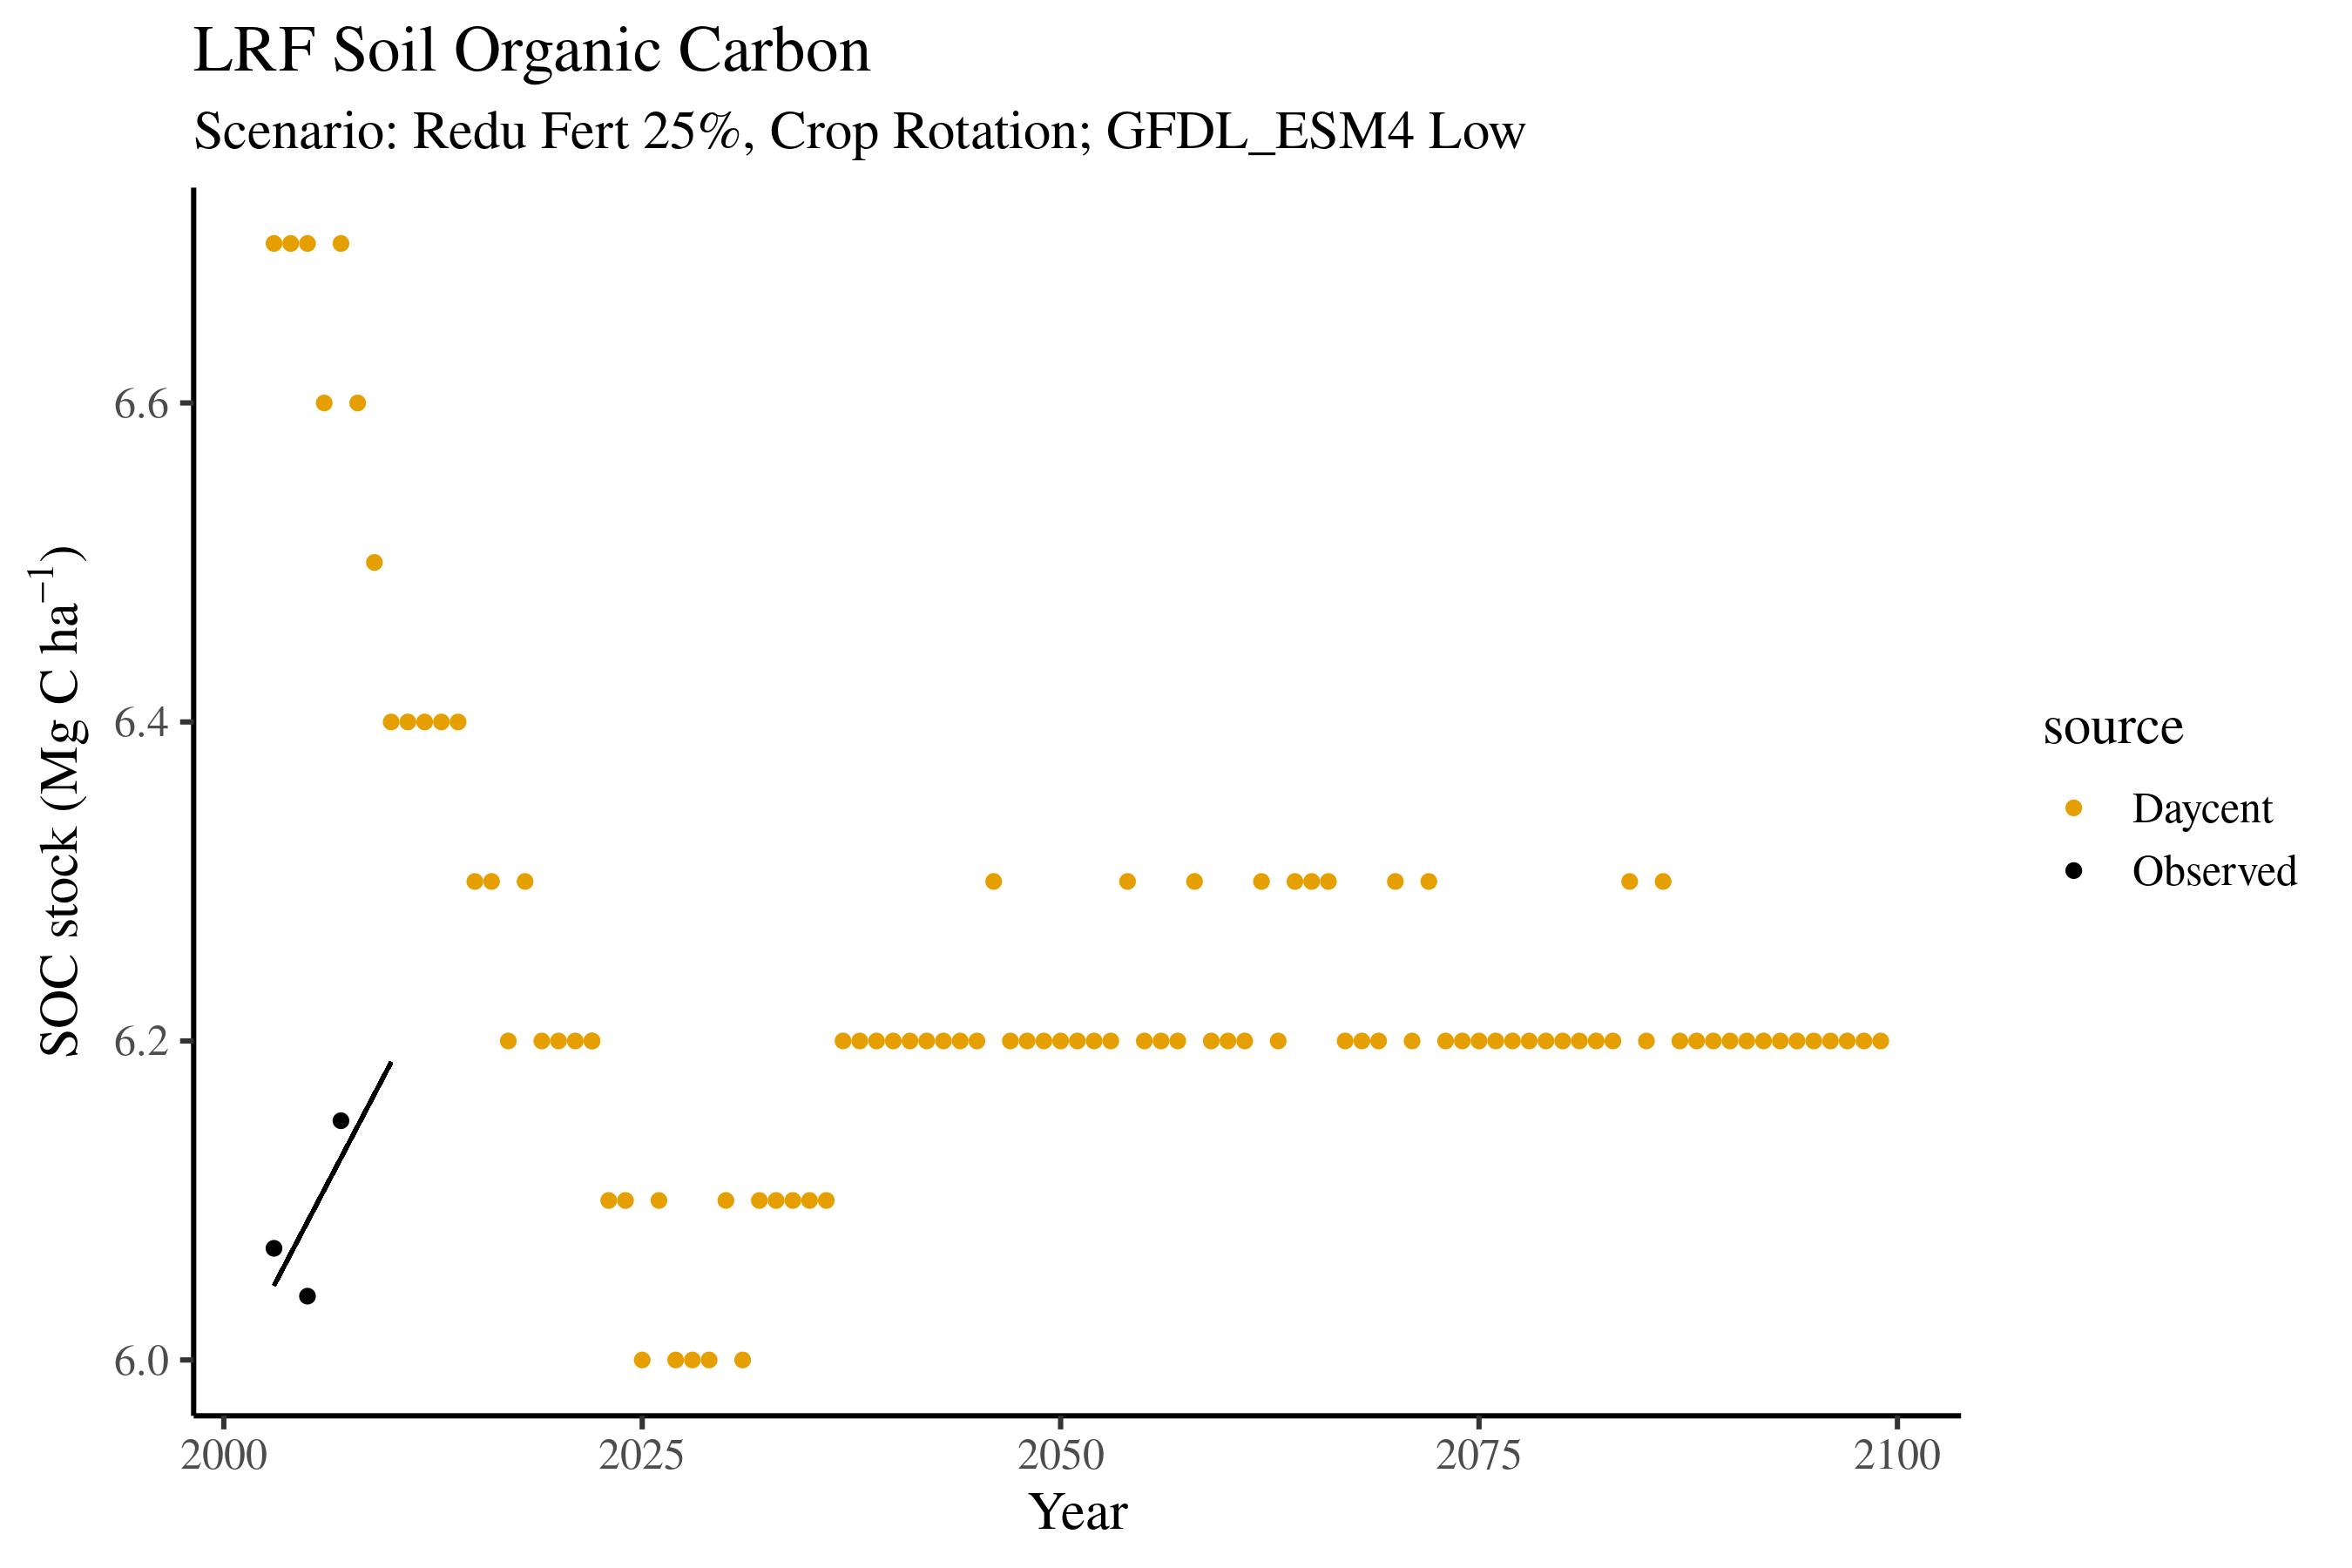 LRF Soil Organic Carbon
Scenario: Redu Fert 25%, Crop Rotation; GFDL_ESM4 Low
SOC stock (Mg C ha⁻¹)
6.6
6.4
6.2
6.0
2000 2025 2050 2075 2100
Year
source
Daycent
Observed